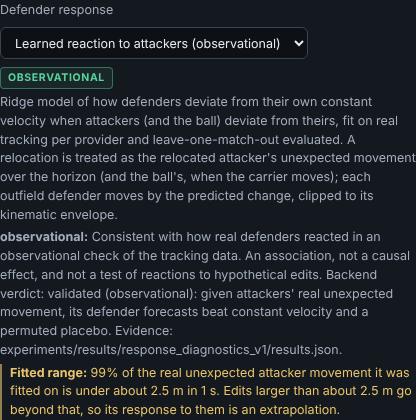 Defender response
Learned reaction to attackers (observational)
OBSERVATIONAL
Ridge model of how defenders deviate from their own constant
velocity when attackers (and the ball) deviate from theirs, fit on real
tracking per provider and leave-one-match-out evaluated. A
relocation is treated as the relocated attacker's unexpected movement
over the horizon (and the ball's, when the carrier moves); each
outfield defender moves by the predicted change, clipped to its
kinematic envelope.
observational: Consistent with how real defenders reacted in an
observational check of the tracking data. An association, not a causal
effect, and not a test of reactions to hypothetical edits. Backend
verdict: validated (observational): given attackers' real unexpected
movement, its defender forecasts beat constant velocity and a
permuted placebo. Evidence:
experiments/results/response_diagnostics_v1/results.json.
Fitted range: 99% of the real unexpected attacker movement it was
fitted on is under about 2.5 m in 1 s. Edits larger than about 2.5 m go
beyond that, so its response to them is an extrapolation.